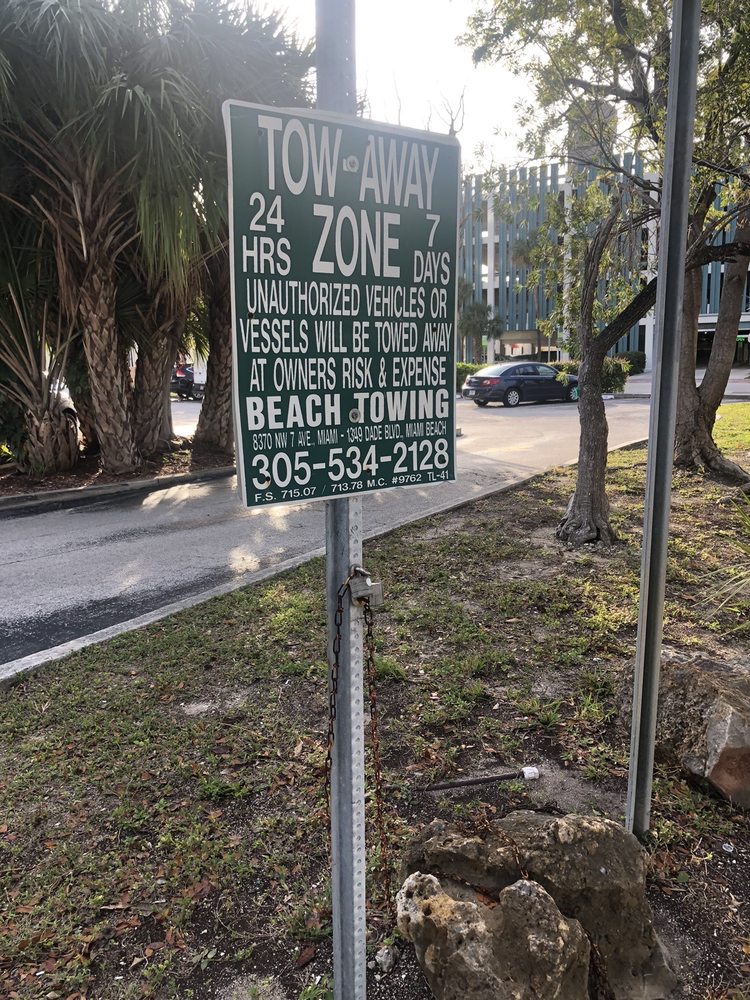 TOW AWAY
24 HRS ZONE 7 DAYS
UNAUTHORIZED VEHICLES OR
VESSELS WILL BE TOWED AWAY
AT OWNERS RISK & EXPENSE
BEACH TOWING
8370 NW 7 AVE., MIAMI - 1349 DADE BLVD., MIAMI BEACH
305-534-2128
F.S. 715.07 / 713.78 M.C. #9762 TL-41